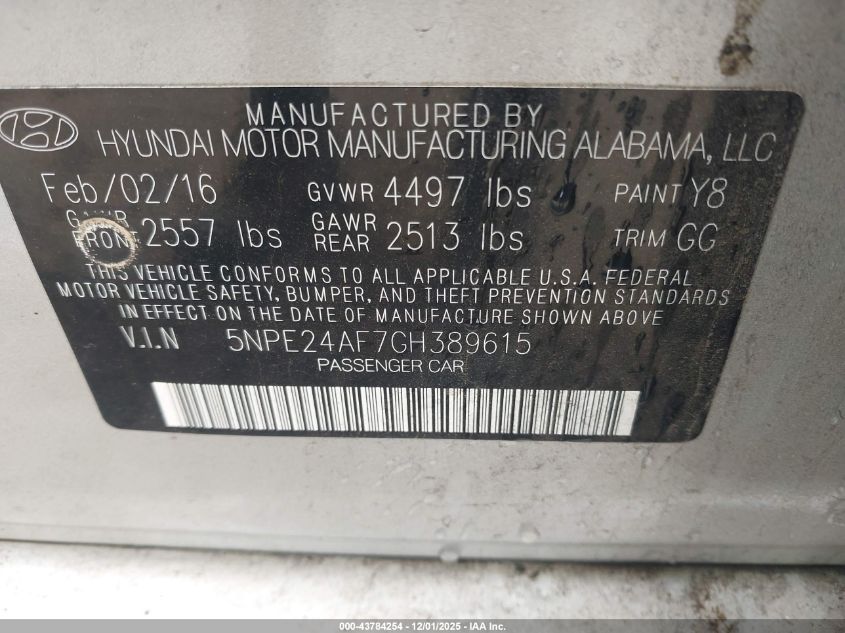 MANUFACTURED BY
HYUNDAI MOTOR MANUFACTURING ALABAMA, LLC
Feb/02/16 GVWR 4497 lbs PAINT Y8
GAWR FRONT 2557 lbs GAWR REAR 2513 lbs TRIM GG
THIS VEHICLE CONFORMS TO ALL APPLICABLE U.S.A. FEDERAL
MOTOR VEHICLE SAFETY, BUMPER, AND THEFT PREVENTION STANDARDS
IN EFFECT ON THE DATE OF MANUFACTURE SHOWN ABOVE
V.I.N 5NPE24AF7GH389615
PASSENGER CAR
000-43784254 - 12/01/2025 - IAA Inc.